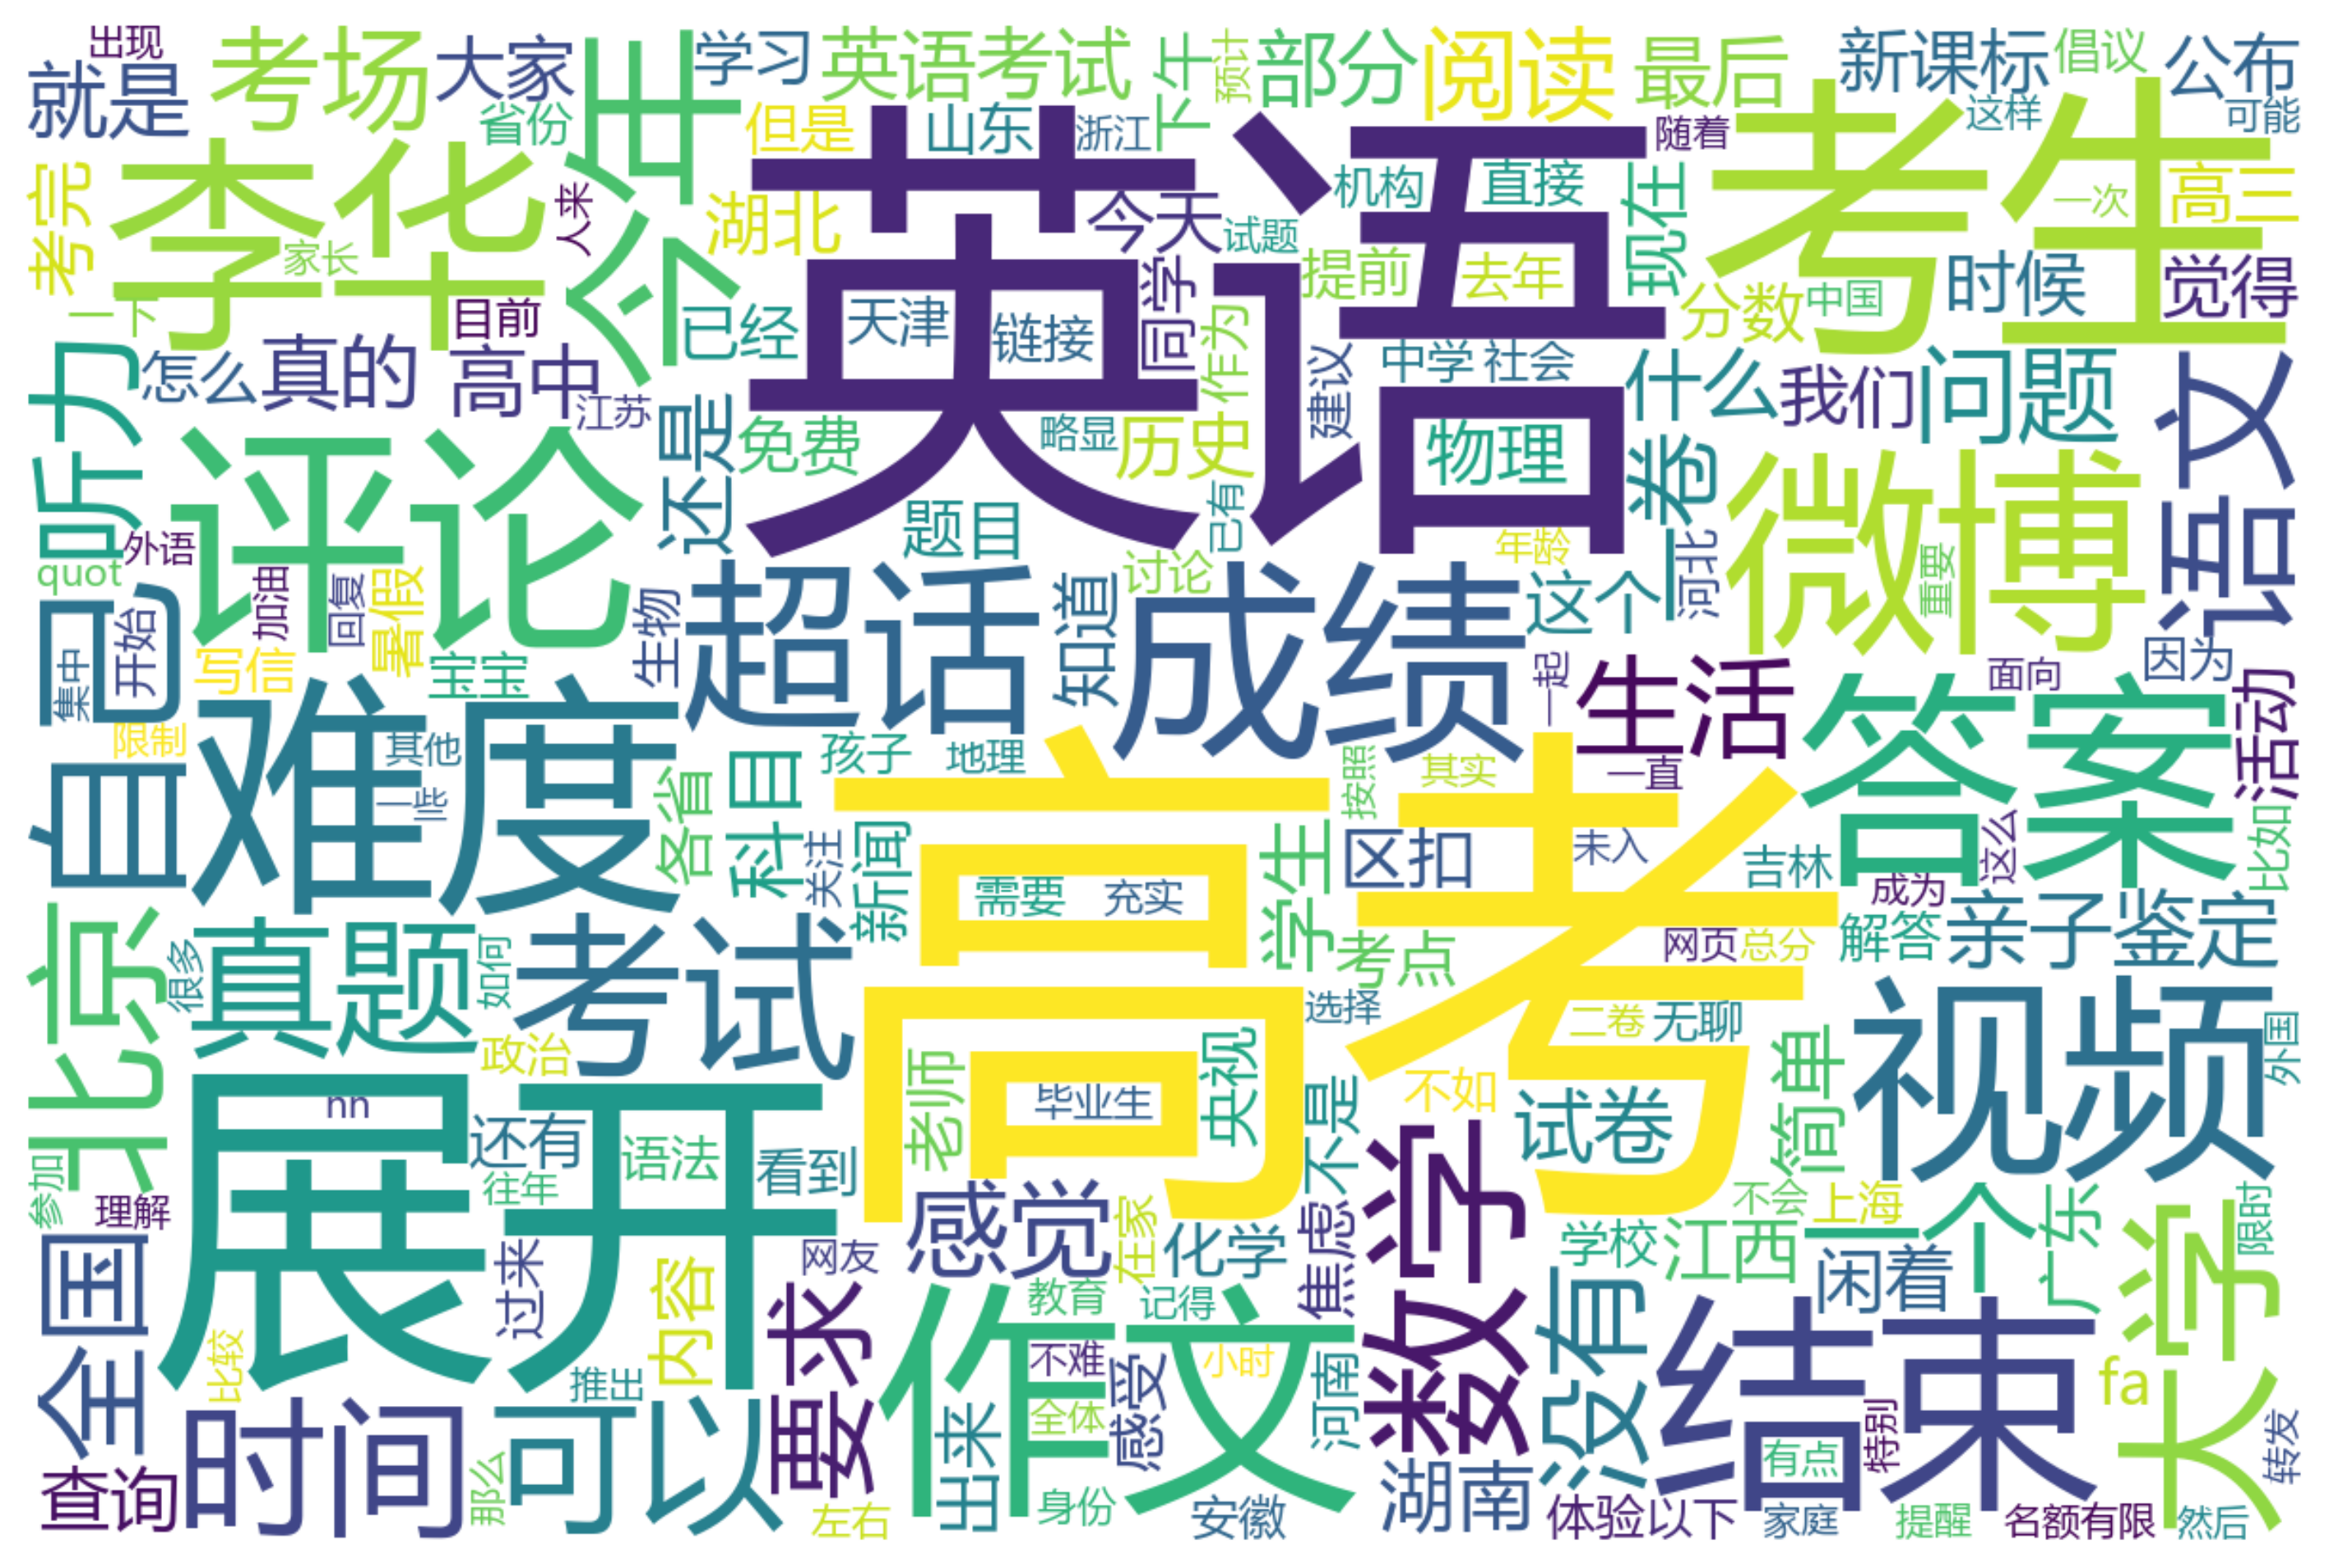 出现
就是
考场
大家
省份
今年
学习
英语考试
下午
预计
部分
阅读
最后
新课标
倡议
公布
这样
可能
但是
山东
浙江
随着
考完
李华
家长
人来
湖北
英语
今天
试题
机构
直接
现在
考生
一次
高三
一下
目前
已经
天津
链接
同学
作为
提前
去年
分数
中国
时候
觉得
听力
怎么
真的
高中
江苏
还是
免费
略显
历史
建议
中学
社会
物理
什么
我们
问题
语文
一卷
微博
评论
外语
quot
题目
已有
讨论
年龄
这个
河北
重要
因为
自己
集中
开始
加油
回复
暑假
写信
宝宝
生物
超话
知道
成绩
一起
生活
面向
活动
限制
难度
其他
一些
各省
科目
孩子
地理
关注
新闻
高考
按照
其实
一直
答案
这么
比如
学生
区扣
未入
吉林
成为
需要
充实
北京
很多
真题
如何
考试
政治
考点
选择
网页
总分
解答
亲子鉴定
二卷
无聊
视频
外国
老师
毕业生
央视
不是
不如
试卷
简单
nn
展开
还有
语法
看到
往年
参加
理解
感觉
在家
化学
焦虑
数学
学校
江西
不会
上海
一个
广东
限时
大学
全国
比较
过来
内容
网友
要求
教育
记得
作文
没有
闲着
结束
fa
推出
不难
小时
感受
河南
全体
特别
有点
转发
查询
时间
那么
可以
左右
出来
身份
安徽
湖南
体验以下
家庭
提醒
名额有限
然后